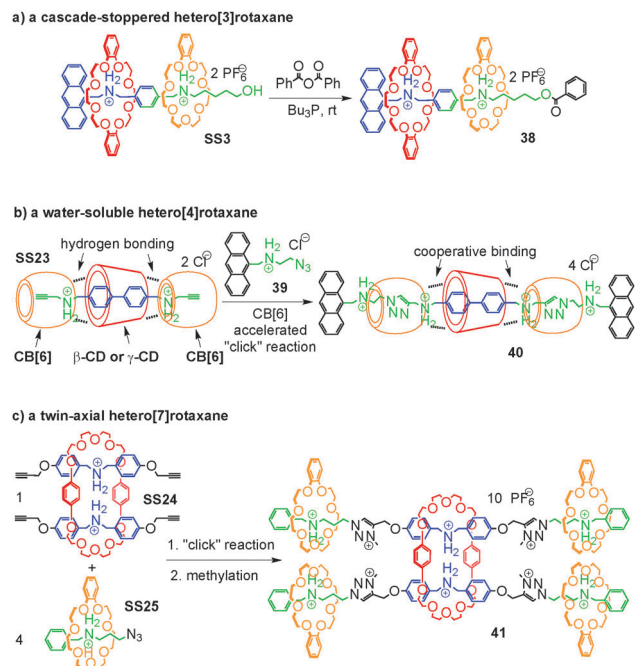 a) a cascade-stoppered hetero[3]rotaxane
2 PF6⊖
H2
N
⊕
H2
N
⊕
OH
SS3
Ph O Ph
O O
Bu3P, rt
2 PF6⊖
H2
N
⊕
H2
N
⊕
O
O
38
b) a water-soluble hetero[4]rotaxane
hydrogen bonding
SS23
2 Cl⊖
N
H2
⊕
N
H2
⊕
CB[6]
β-CD or γ-CD
CB[6]
H2
N
⊕
Cl⊖
N3
39
CB[6]
accelerated
"click" reaction
cooperative binding
4 Cl⊖
H2
N
⊕
N
N=N
N
H2
⊕
N
H2
⊕
N
N=N
H2
N
⊕
40
c) a twin-axial hetero[7]rotaxane
1
O
O
⊕
N
H2
SS24
H2
N
⊕
O
O
+
SS25
4
H2
N
⊕
N3
1. "click" reaction
2. methylation
10 PF6⊖
41